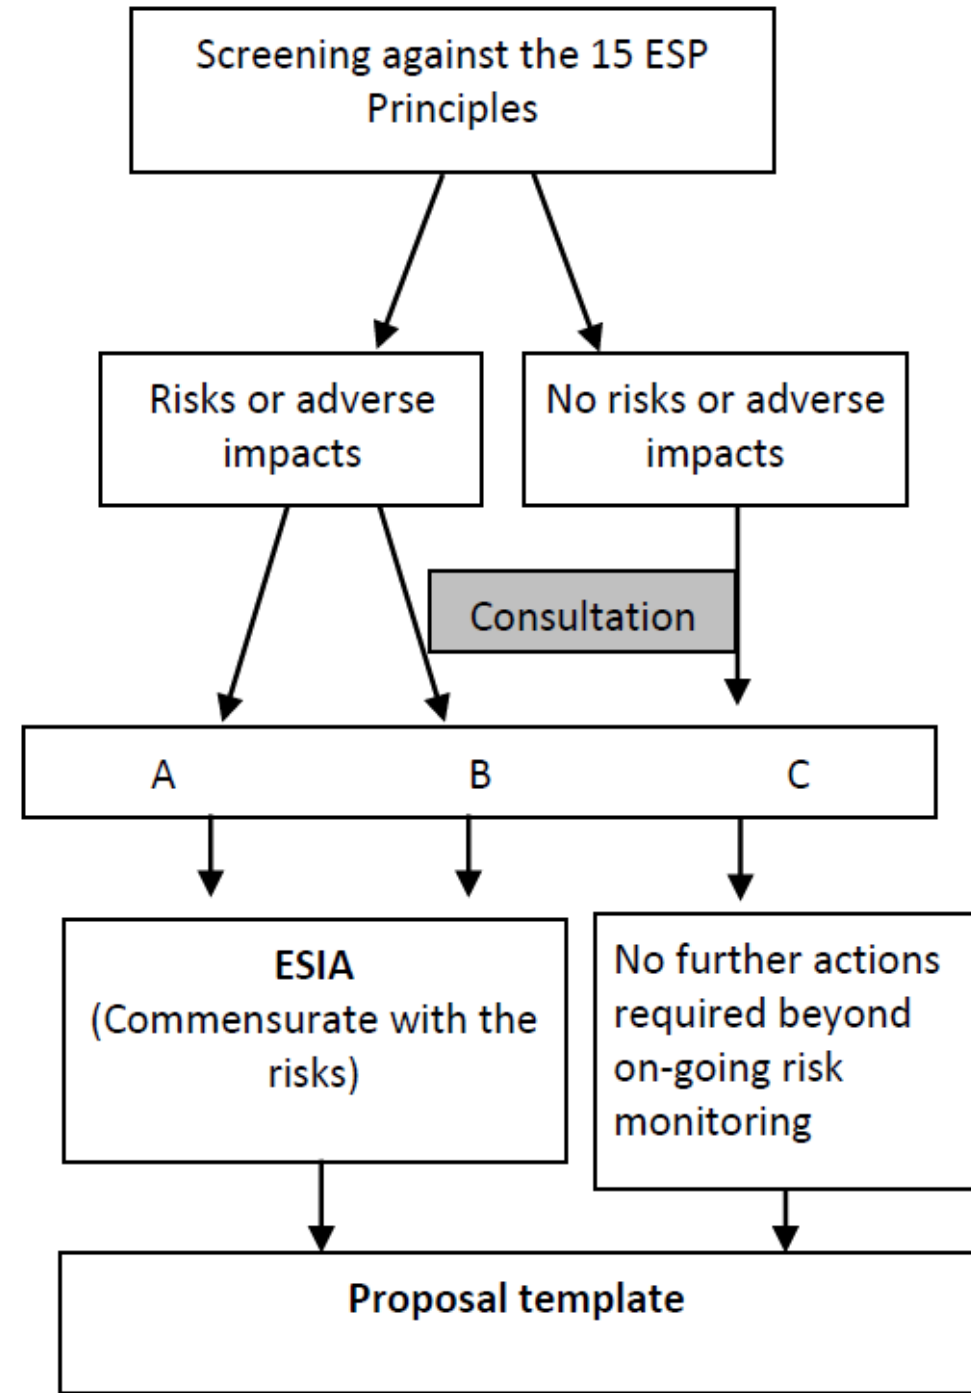 Screening against the 15 ESP
Principles
Risks or adverse
impacts
No risks or adverse
impacts
Consultation
A B C
ESIA
(Commensurate with the
risks)
No further actions
required beyond
on-going risk
monitoring
Proposal template